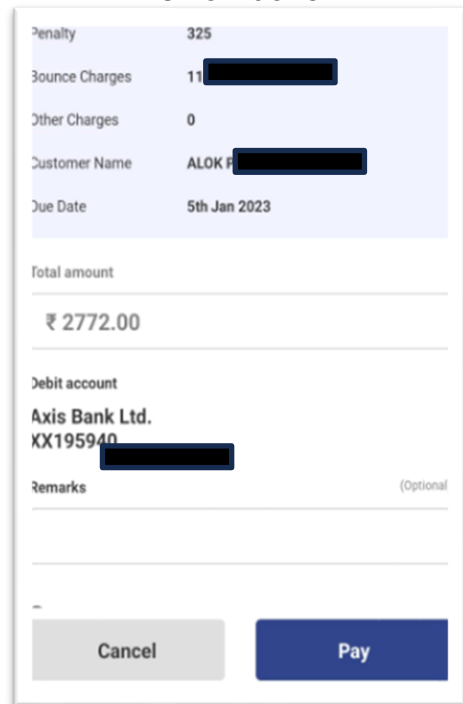 Penalty 325
Bounce Charges 11
Other Charges 0
Customer Name ALOK P
Due Date 5th Jan 2023
Total amount
₹ 2772.00
Debit account
Axis Bank Ltd.
XX195940
Remarks (Optional
Cancel Pay